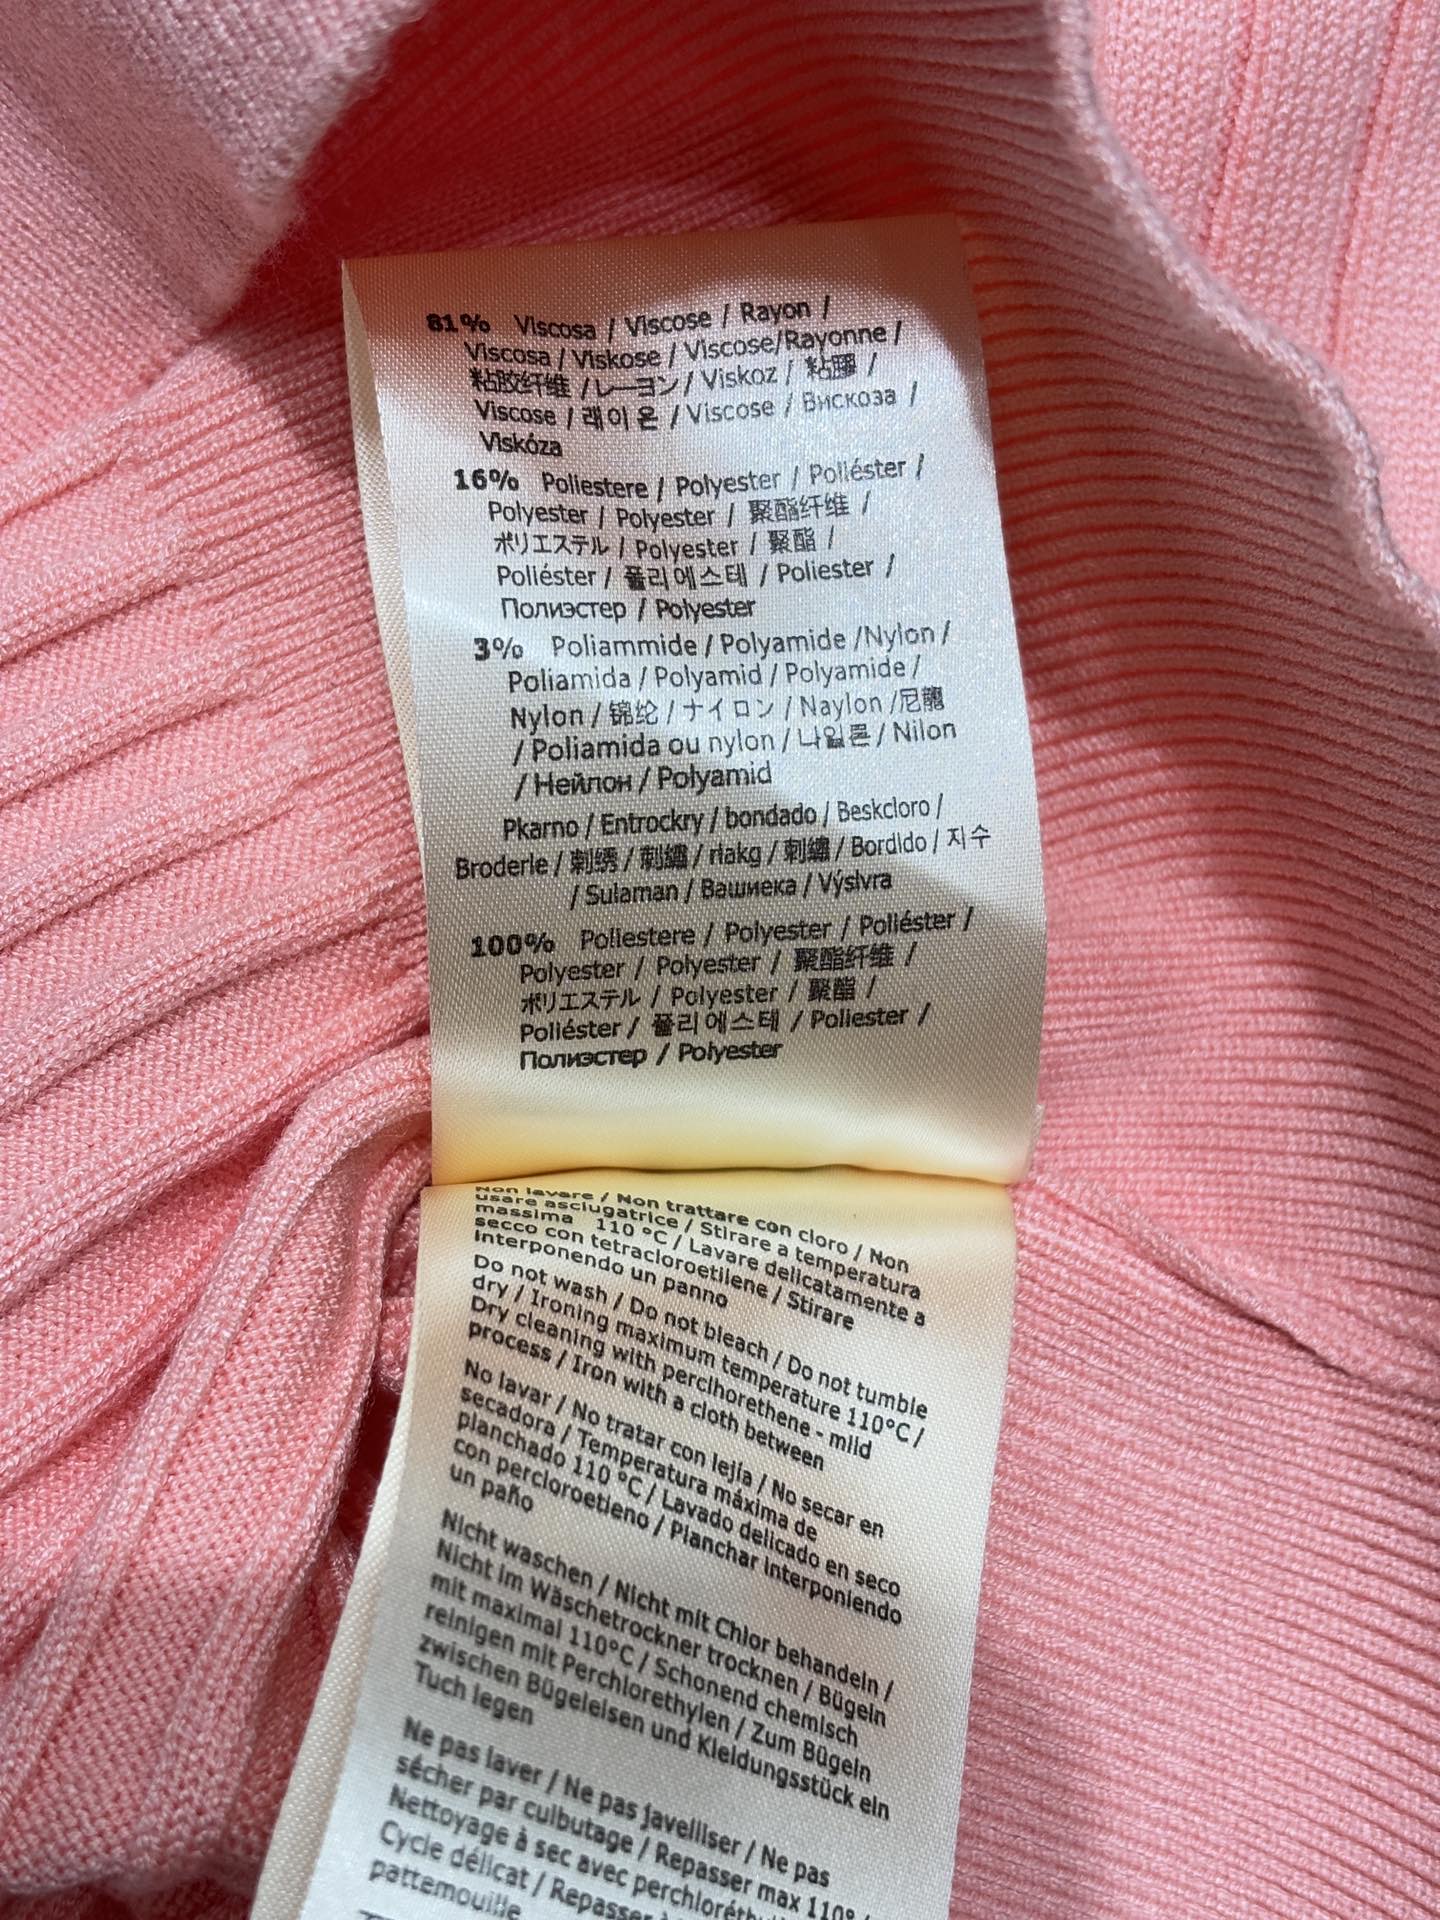 81% Viscosa / Viscose / Rayon /
Viscosa / Viskose / Viscose/Rayonne /
粘胶纤维 /レーヨン/ Viskoz / 粘膠 /
Viscose / 레이온 / Viscose / Вискоза /
Viskóza
16% Poliestere / Polyester / Poliéster /
Polyester / Polyester / 聚酯纤维 /
ポリエステル / Polyester / 聚酯 /
Poliéster / 폴리에스테 / Poliester /
Полиэстер / Polyester
3% Poliammide / Polyamide /Nylon /
Poliamida / Polyamid / Polyamide /
Nylon / 锦纶 / ナイロン / Naylon /尼龍
/ Poliamida ou nylon / 나일론 / Nilon
/ Нейлон / Polyamid
Pkarno / Entrockry / bondado / Beskcloro /
Broderle / 刺绣 / 刺繡 / rlakg / 刺繡 / Bordldo / 지수
/ Sulaman / Вашиека / Výslvra
100% Poliestere / Polyester / Poliéster /
Polyester / Polyester / 聚酯纤维 /
ポリエステル / Polyester / 聚酯 /
Poliéster / 폴리에스테 / Poliester /
Полиэстер / Polyester
Non lavare / Non trattare con cloro / Non
usare asciugatrice / Stirare a temperatura
massima 110 °C / Lavare delicatamente a
secco con tetracloroetilene / Stirare
Interponendo un panno
Do not wash / Do not bleach / Do not tumble
dry / Ironing maximum temperature 110°C /
Dry cleaning with perclhorethene - mild
process / Iron with a cloth between
No lavar / No tratar con lejía / No secar en
secadora / Temperatura máxima de
planchado 110 °C / Lavado delicado en seco
con percloroetleno / Planchar interponiendo
un paño
Nicht waschen / Nicht mit Chlor behandeln /
Nicht im Wäschetrockner trocknen / Bügeln
mit maximal 110°C / Schonend chemisch
reinigen mit Perchlorethylen / Zum Bügeln
zwischen Bügeleisen und Kleidungsstück ein
Tuch legen
Ne pas laver / Ne pas javelliser / Ne pas
sécher par culbutage / Repasser max 110°
Nettoyage à sec avec
Cycle délicat / Repasser
pattemouille